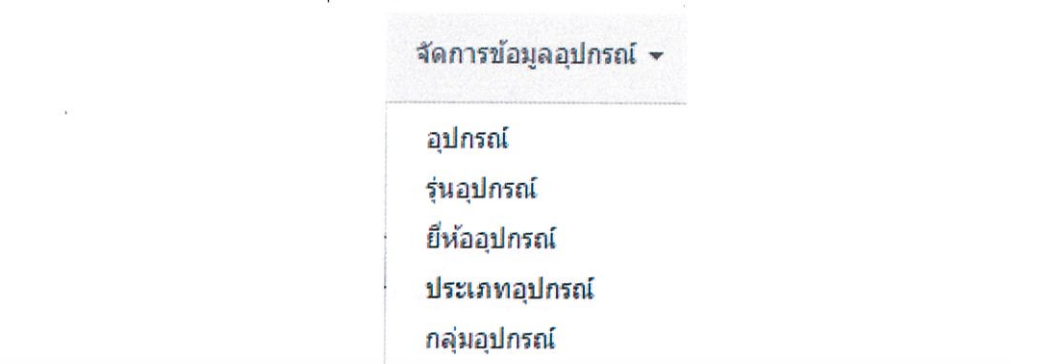 จัดการข้อมูลอุปกรณ์
อุปกรณ์
รุ่นอุปกรณ์
ยี่ห้ออุปกรณ์
ประเภทอุปกรณ์
กลุ่มอุปกรณ์